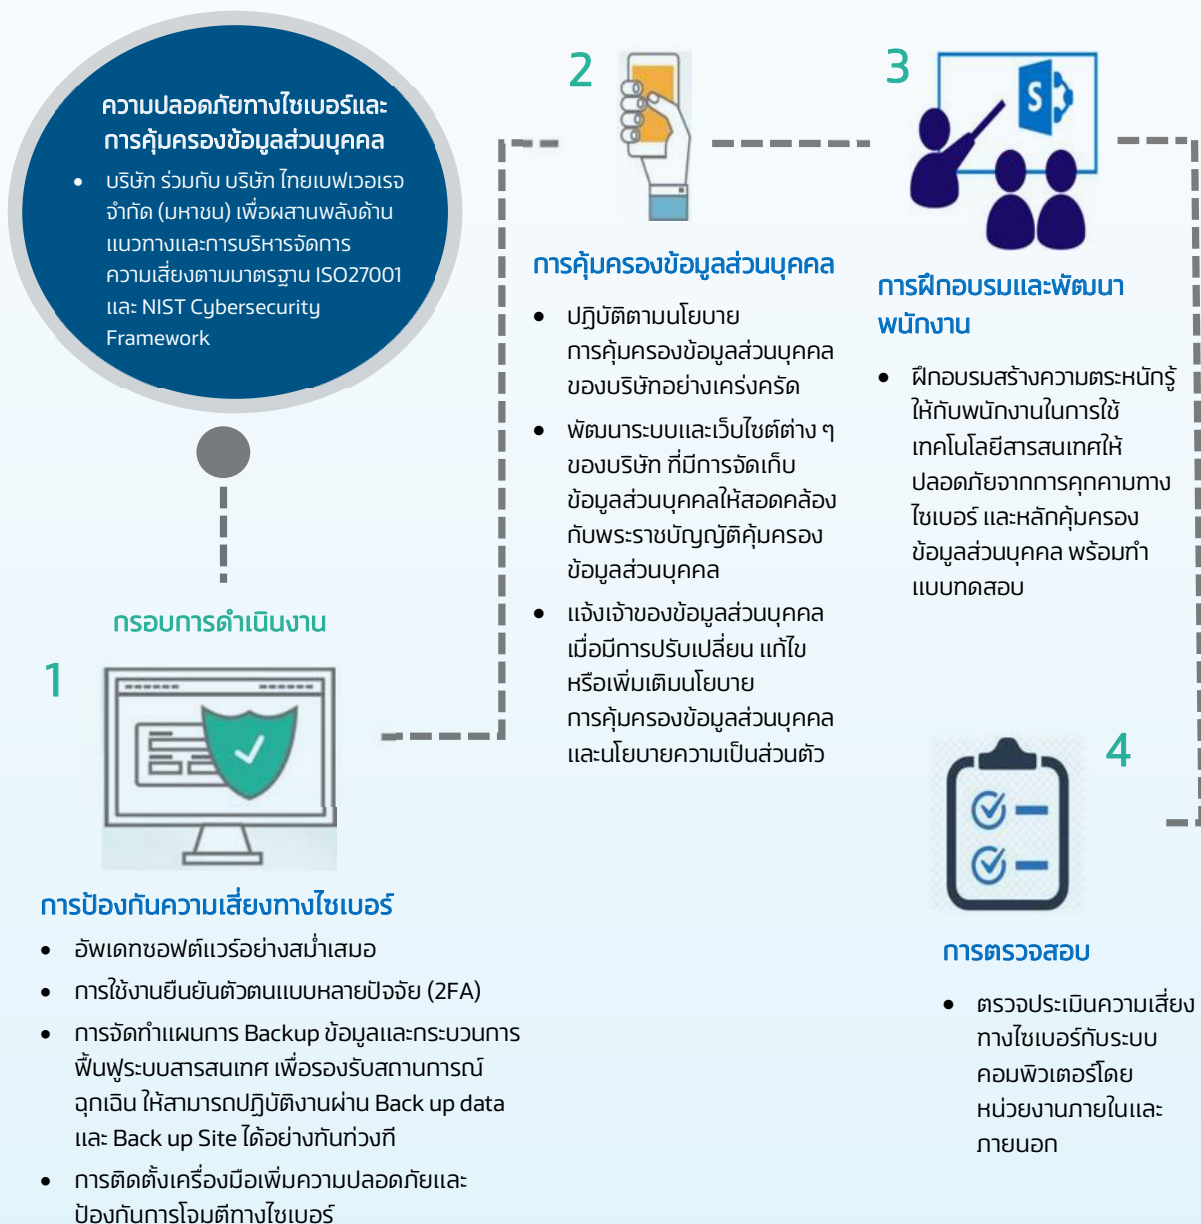 ความปลอดภัยทางไซเบอร์และ
การคุ้มครองข้อมูลส่วนบุคคล
• บริษัท ร่วมกับ บริษัท ไทยเบฟเวอเรจ
จำกัด (มหาชน) เพื่อผสานพลังด้าน
แนวทางและการบริหารจัดการ
ความเสี่ยงตามมาตรฐาน ISO27001
และ NIST Cybersecurity
Framework
กรอบการดำเนินงาน
1
การป้องกันความเสี่ยงทางไซเบอร์
• อัพเดทซอฟต์แวร์อย่างสม่ำเสมอ
• การใช้งานยืนยันตัวตนแบบหลายปัจจัย (2FA)
• การจัดทำแผนการ Backup ข้อมูลและกระบวนการ
ฟื้นฟูระบบสารสนเทศ เพื่อรองรับสถานการณ์
ฉุกเฉิน ให้สามารถปฏิบัติงานผ่าน Back up data
และ Back up Site ได้อย่างทันท่วงที
• การติดตั้งเครื่องมือเพิ่มความปลอดภัยและ
ป้องกันการโจมตีทางไซเบอร์
2
การคุ้มครองข้อมูลส่วนบุคคล
• ปฏิบัติตามนโยบาย
การคุ้มครองข้อมูลส่วนบุคคล
ของบริษัทอย่างเคร่งครัด
• พัฒนาระบบและเว็บไซต์ต่าง ๆ
ของบริษัท ที่มีการจัดเก็บ
ข้อมูลส่วนบุคคลให้สอดคล้อง
กับพระราชบัญญัติคุ้มครอง
ข้อมูลส่วนบุคคล
• แจ้งเจ้าของข้อมูลส่วนบุคคล
เมื่อมีการปรับเปลี่ยน แก้ไข
หรือเพิ่มเติมนโยบาย
การคุ้มครองข้อมูลส่วนบุคคล
และนโยบายความเป็นส่วนตัว
3
S
การฝึกอบรมและพัฒนา
พนักงาน
• ฝึกอบรมสร้างความตระหนักรู้
ให้กับพนักงานในการใช้
เทคโนโลยีสารสนเทศให้
ปลอดภัยจากการคุกคามทาง
ไซเบอร์ และหลักคุ้มครอง
ข้อมูลส่วนบุคคล พร้อมทำ
แบบทดสอบ
4
การตรวจสอบ
• ตรวจประเมินความเสี่ยง
ทางไซเบอร์กับระบบ
คอมพิวเตอร์โดย
หน่วยงานภายในและ
ภายนอก